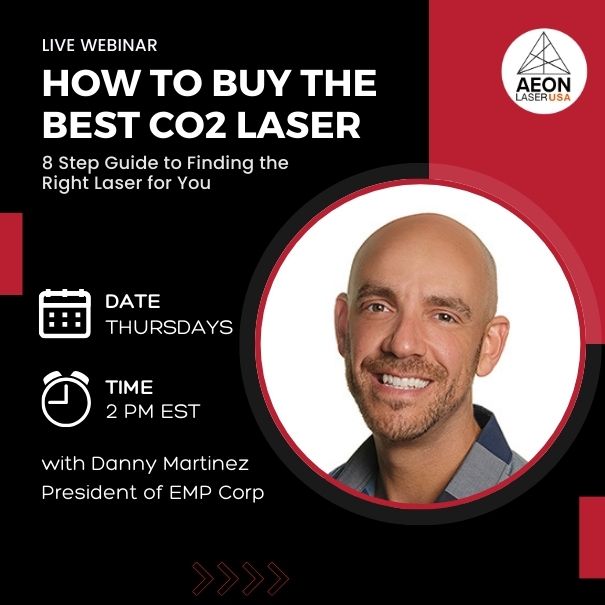 LIVE WEBINAR
HOW TO BUY THE
BEST CO2 LASER
8 Step Guide to Finding the
Right Laser for You
AEON
LASER USA
DATE
THURSDAYS
TIME
2 PM EST
with Danny Martinez
President of EMP Corp